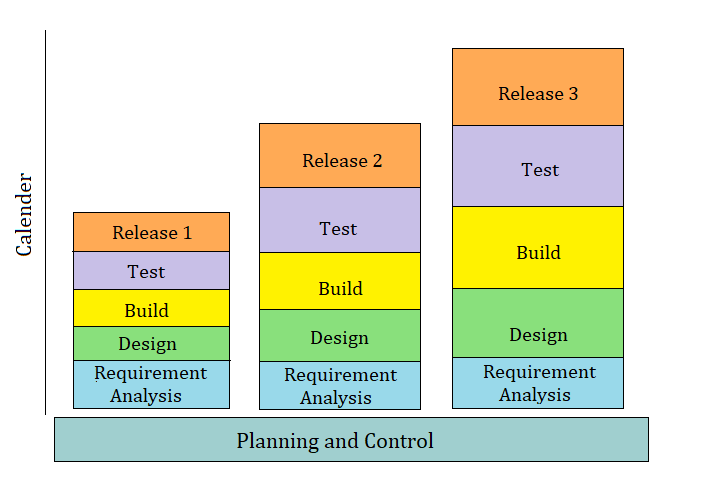 Calender
Release 1
Test
Build
Design
Requirement
Analysis
Release 2
Test
Build
Design
Requirement
Analysis
Release 3
Test
Build
Design
Requirement
Analysis
Planning and Control